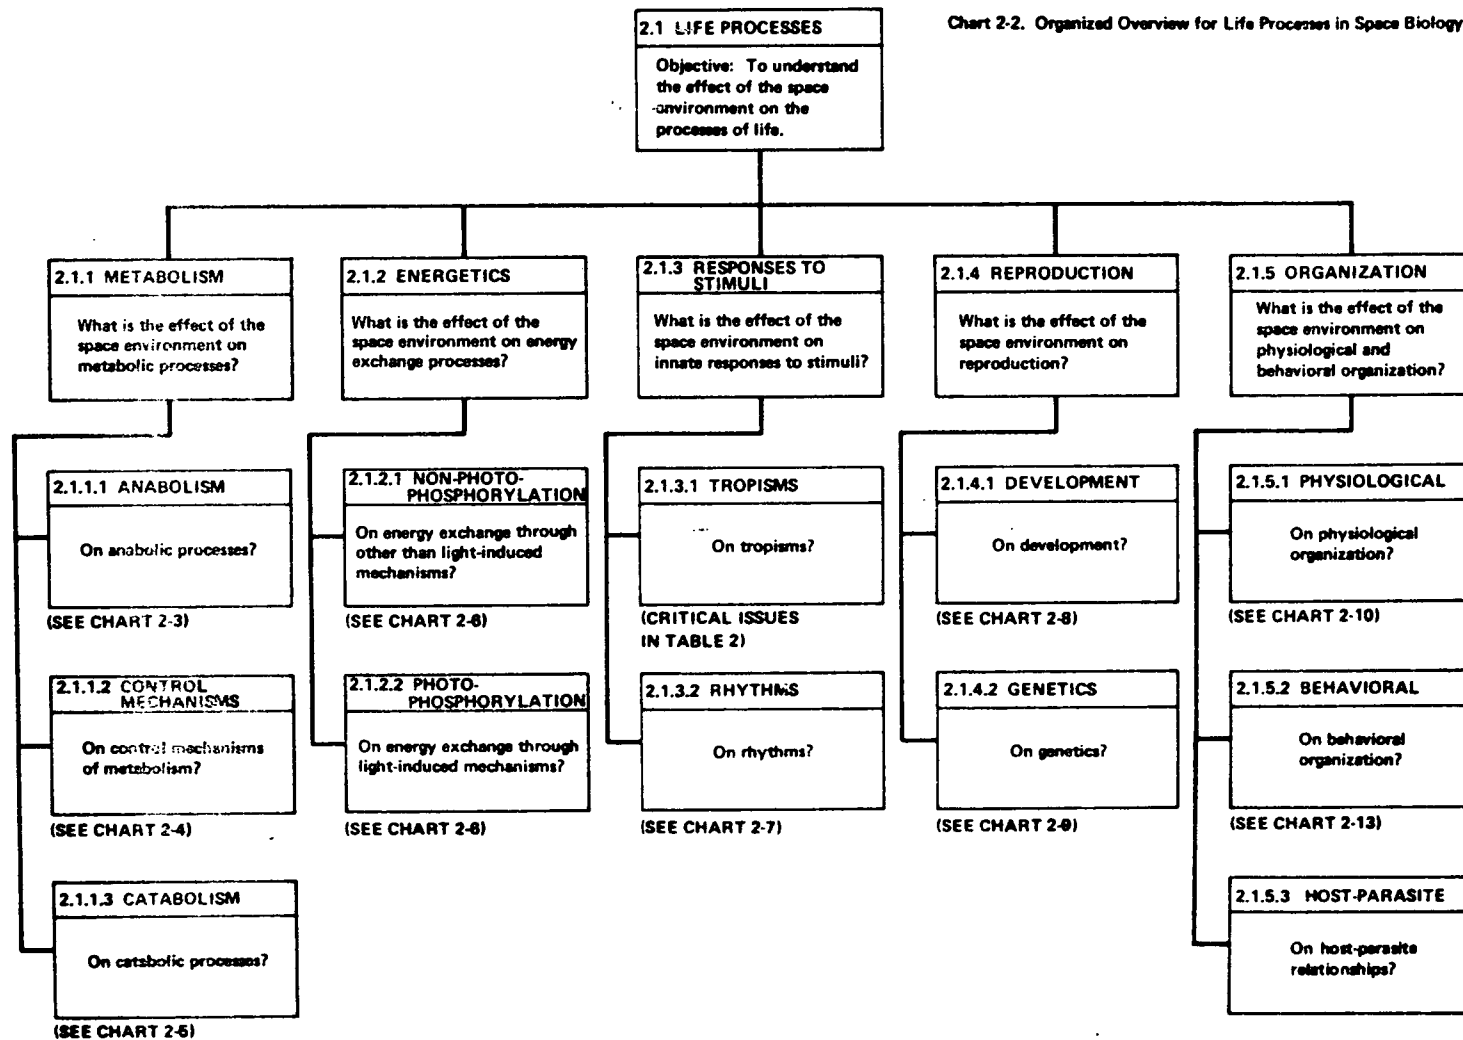 Chart 2-2. Organized Overview for Life Processes in Space Biology
2.1 LIFE PROCESSES
Objective: To understand
the effect of the space
environment on the
processes of life.
2.1.1 METABOLISM
What is the effect of the
space environment on
metabolic processes?
2.1.2 ENERGETICS
What is the effect of the
space environment on energy
exchange processes?
2.1.3 RESPONSES TO
STIMULI
What is the effect of the
space environment on
innate responses to stimuli?
2.1.4 REPRODUCTION
What is the effect of the
space environment on
reproduction?
2.1.5 ORGANIZATION
What is the effect of the
space environment on
physiological and
behavioral organization?
2.1.1.1 ANABOLISM
On anabolic processes?
(SEE CHART 2-3)
2.1.1.2 CONTROL
MECHANISMS
On control mechanisms
of metabolism?
(SEE CHART 2-4)
2.1.1.3 CATABOLISM
On catabolic processes?
(SEE CHART 2-5)
2.1.2.1 NON-PHOTO-
PHOSPHORYLATION
On energy exchange through
other than light-induced
mechanisms?
(SEE CHART 2-6)
2.1.2.2 PHOTO-
PHOSPHORYLATION
On energy exchange through
light-induced mechanisms?
(SEE CHART 2-6)
2.1.3.1 TROPISMS
On tropisms?
(CRITICAL ISSUES
IN TABLE 2)
2.1.3.2 RHYTHMS
On rhythms?
(SEE CHART 2-7)
2.1.4.1 DEVELOPMENT
On development?
(SEE CHART 2-8)
2.1.4.2 GENETICS
On genetics?
(SEE CHART 2-9)
2.1.5.1 PHYSIOLOGICAL
On physiological
organization?
(SEE CHART 2-10)
2.1.5.2 BEHAVIORAL
On behavioral
organization?
(SEE CHART 2-13)
2.1.5.3 HOST-PARASITE
On host-parasite
relationships?